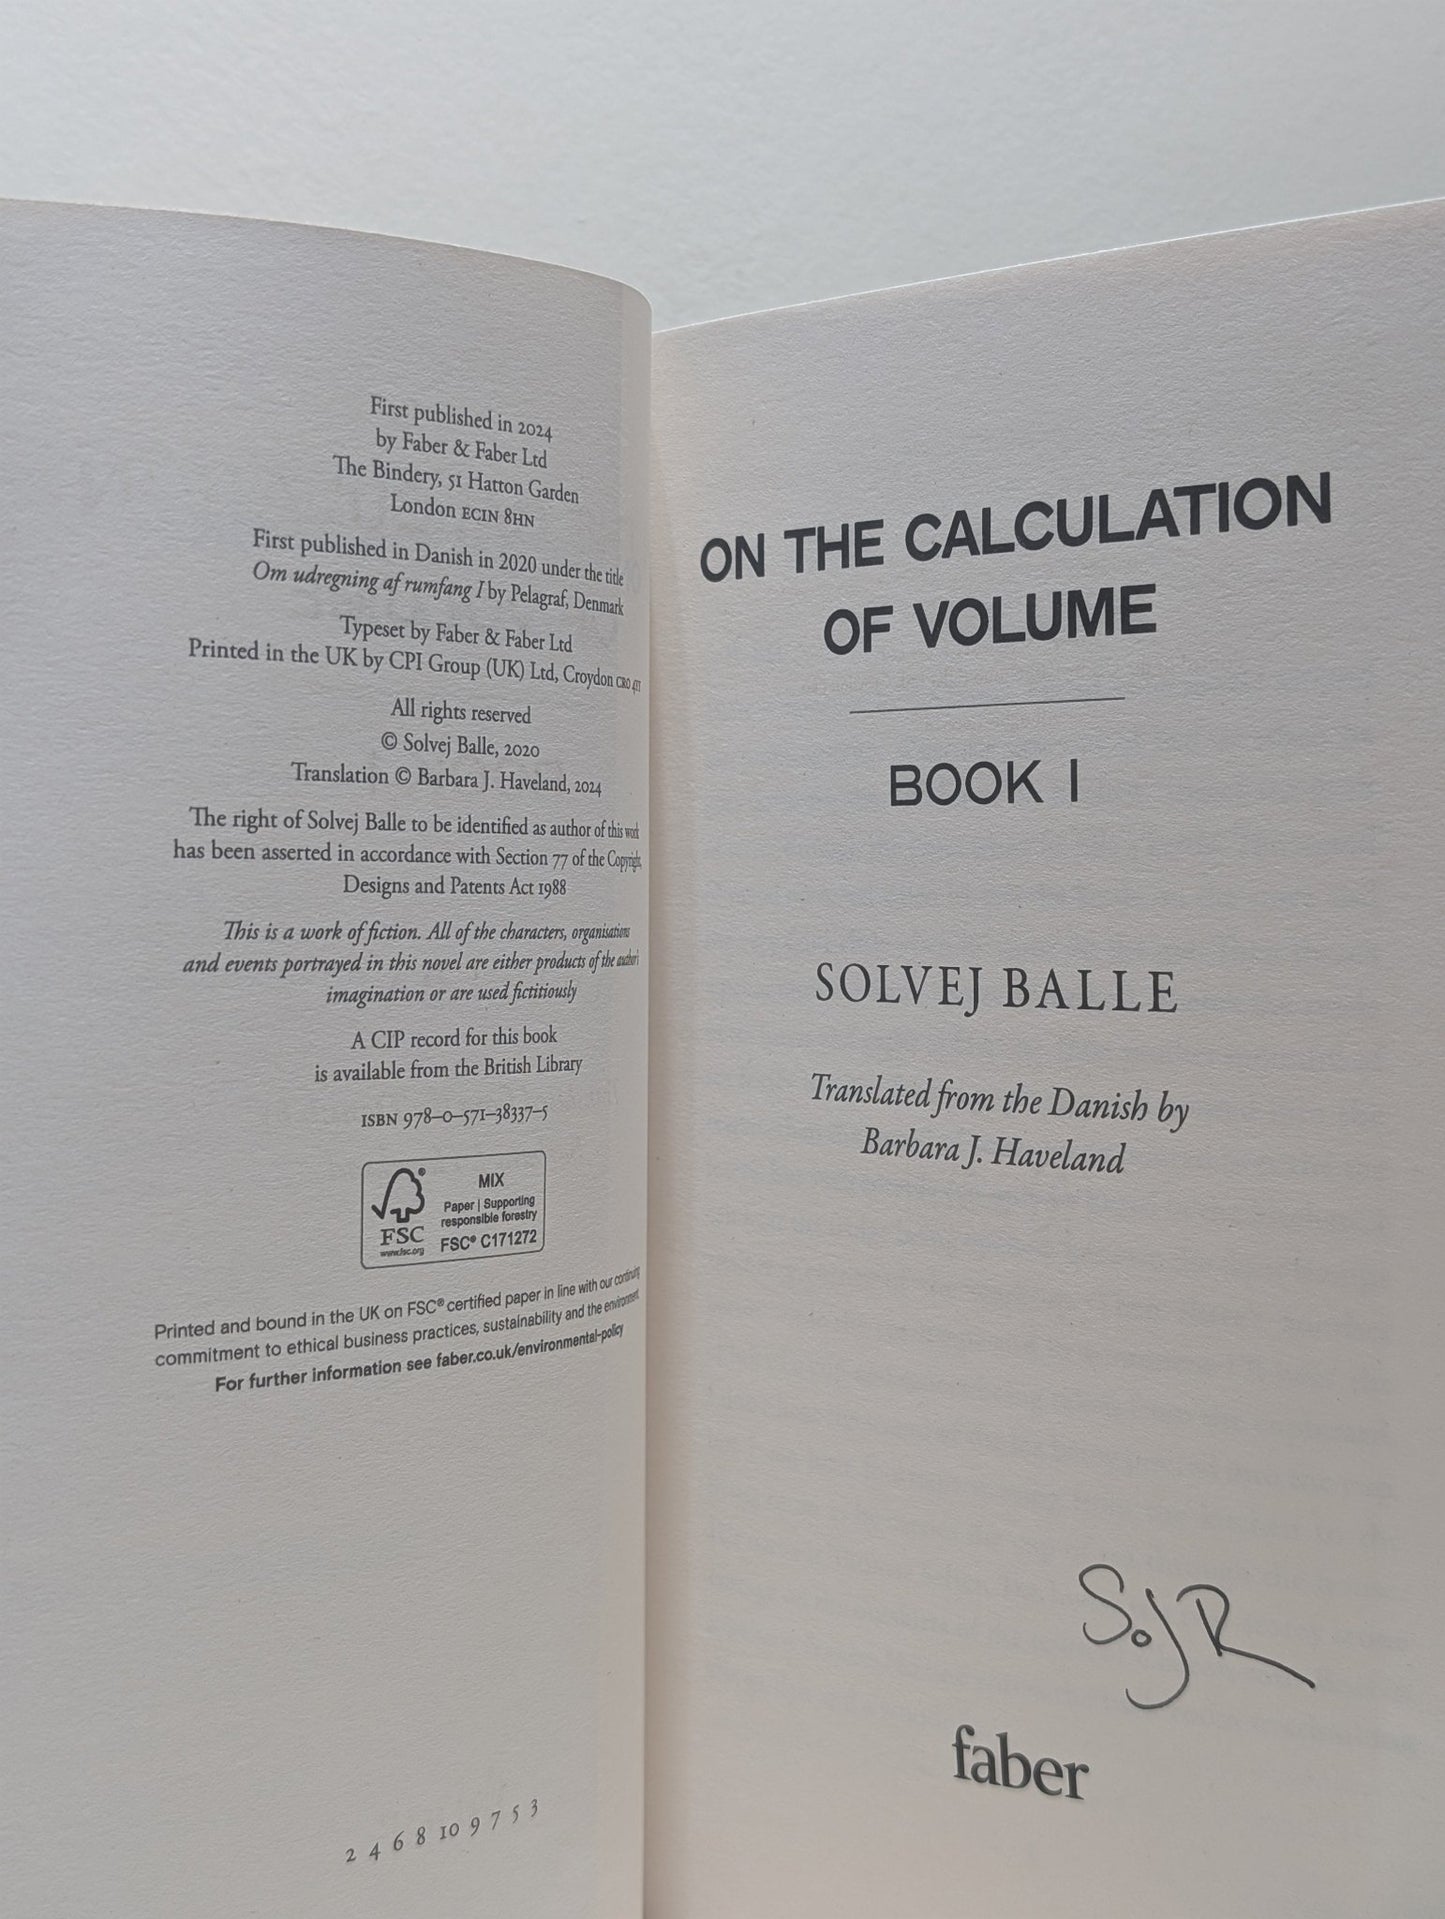 First published in 2024
by Faber & Faber Ltd
The Bindery, 51 Hatton Garden
London EC1N 8HN
First published in Danish in 2020 under the title
Om udregning af rumfang I by Pelagraf, Denmark
Typeset by Faber & Faber Ltd
Printed in the UK by CPI Group (UK) Ltd, Croydon CR0 4YY
All rights reserved
© Solvej Balle, 2020
Translation © Barbara J. Haveland, 2024
The right of Solvej Balle to be identified as author of this work
has been asserted in accordance with Section 77 of the Copyright,
Designs and Patents Act 1988
This is a work of fiction. All of the characters, organisations
and events portrayed in this novel are either products of the author's
imagination or are used fictitiously
A CIP record for this book
is available from the British Library
ISBN 978–0–571–38337–5
MIX
Paper | Supporting
responsible forestry
FSC® C171272
FSC
www.fsc.org
Printed and bound in the UK on FSC® certified paper in line with our continuing
commitment to ethical business practices, sustainability and the environment.
For further information see faber.co.uk/environmental-policy
2 4 6 8 10 9 7 5 3
ON THE CALCULATION
OF VOLUME
BOOK I
SOLVEJ BALLE
Translated from the Danish by
Barbara J. Haveland
faber